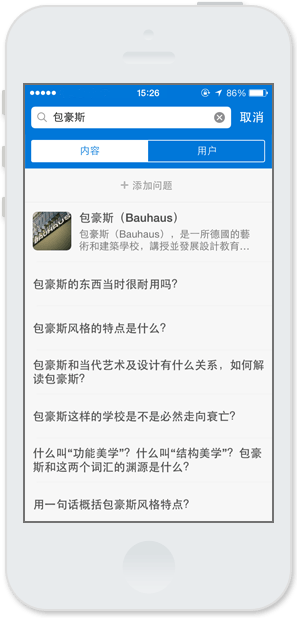 15:26
86%
包豪斯
取消
内容
用户
+ 添加问题
包豪斯（Bauhaus）
包豪斯（Bauhaus），是一所德國的藝
術和建築學校，講授並發展設計教育...
包豪斯的东西当时很耐用吗？
包豪斯风格的特点是什么？
包豪斯和当代艺术及设计有什么关系，如何解
读包豪斯？
包豪斯这样的学校是不是必然走向衰亡？
什么叫“功能美学”？什么叫“结构美学”？包豪
斯和这两个词汇的渊源是什么？
用一句话概括包豪斯风格特点？